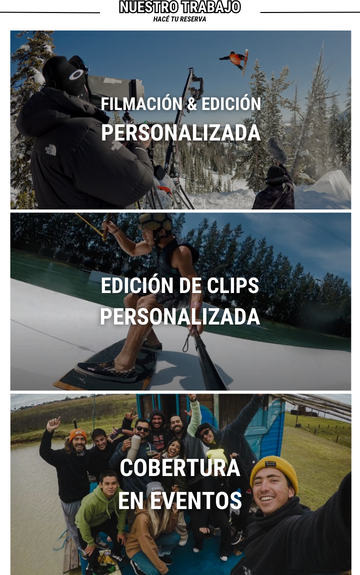 NUESTRO TRABAJO
HACÉ TU RESERVA
FILMACIÓN & EDICIÓN
PERSONALIZADA
EDICIÓN DE CLIPS
PERSONALIZADA
COBERTURA
EN EVENTOS